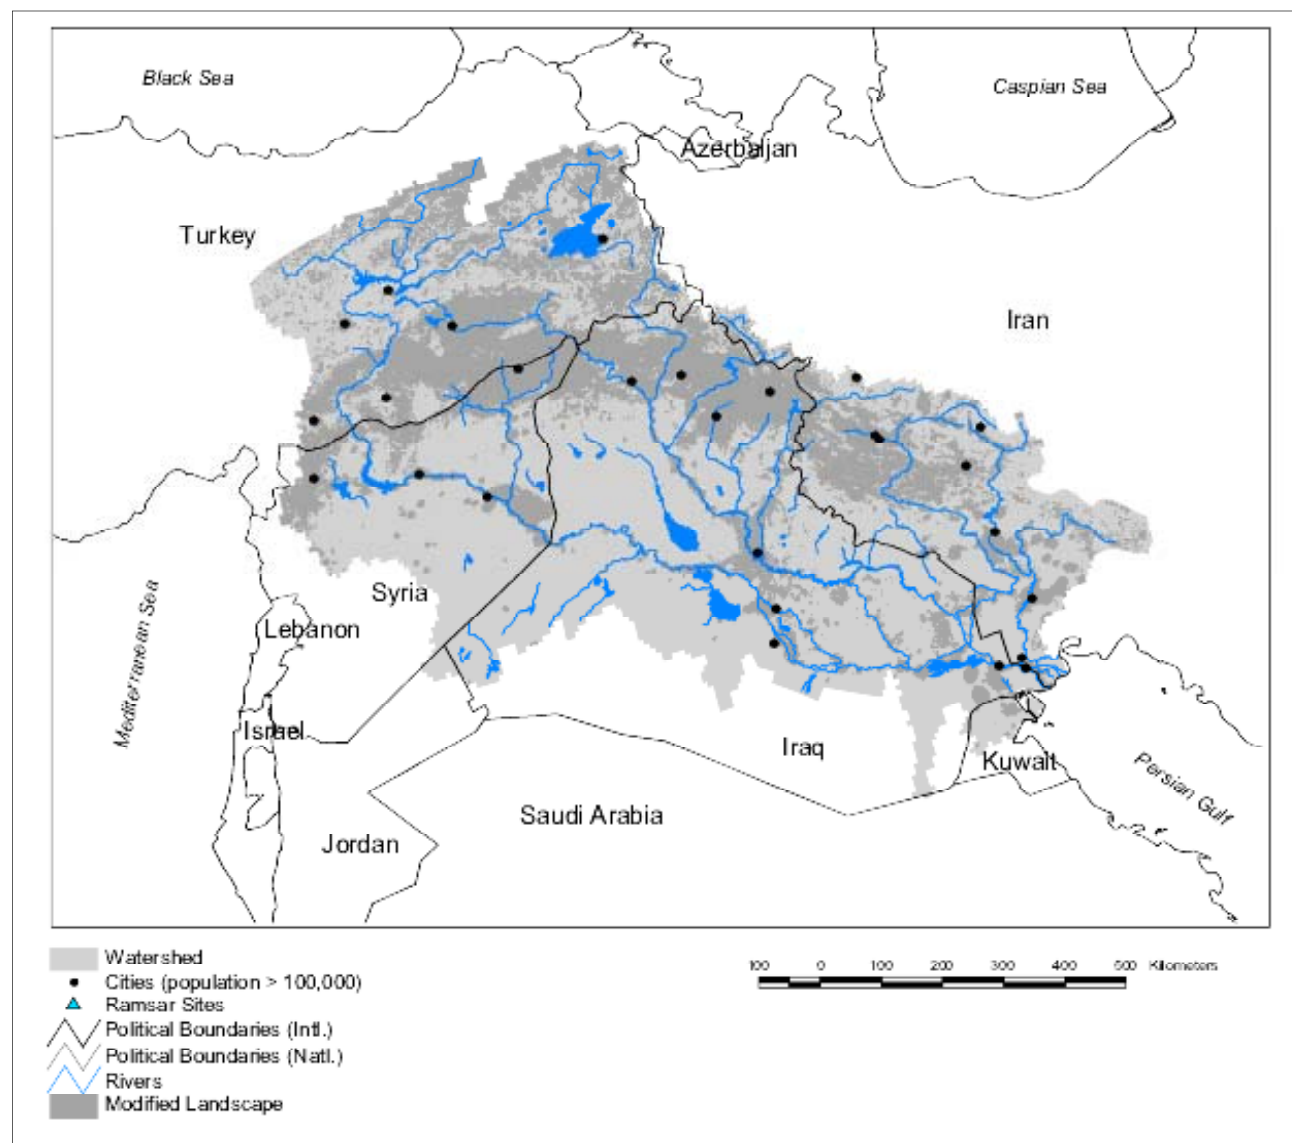 Black Sea
Caspian Sea
Azerbaijan
Turkey
Iran
Syria
Lebanon
Mediterranean Sea
Israel
Iraq
Kuwait
Persian Gulf
Saudi Arabia
Jordan
Watershed
Cities (population > 100,000)
Ramsar Sites
Political Boundaries (Intl.)
Political Boundaries (Natl.)
Rivers
Modified Landscape
100 0 100 200 300 400 500 Kilometers